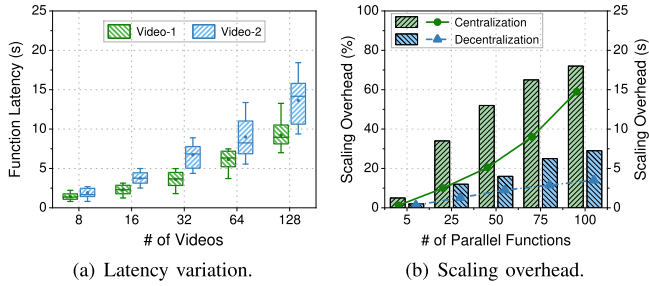 Video-1
Video-2
Function Latency (s)
25
20
15
10
5
0
8 16 32 64 128
# of Videos
(a) Latency variation.
Centralization
Decentralization
Scaling Overhead (%)
100
80
60
40
20
0
5 25 50 75 100
# of Parallel Functions
25
20
15
10
5
0
Scaling Overhead (s)
(b) Scaling overhead.